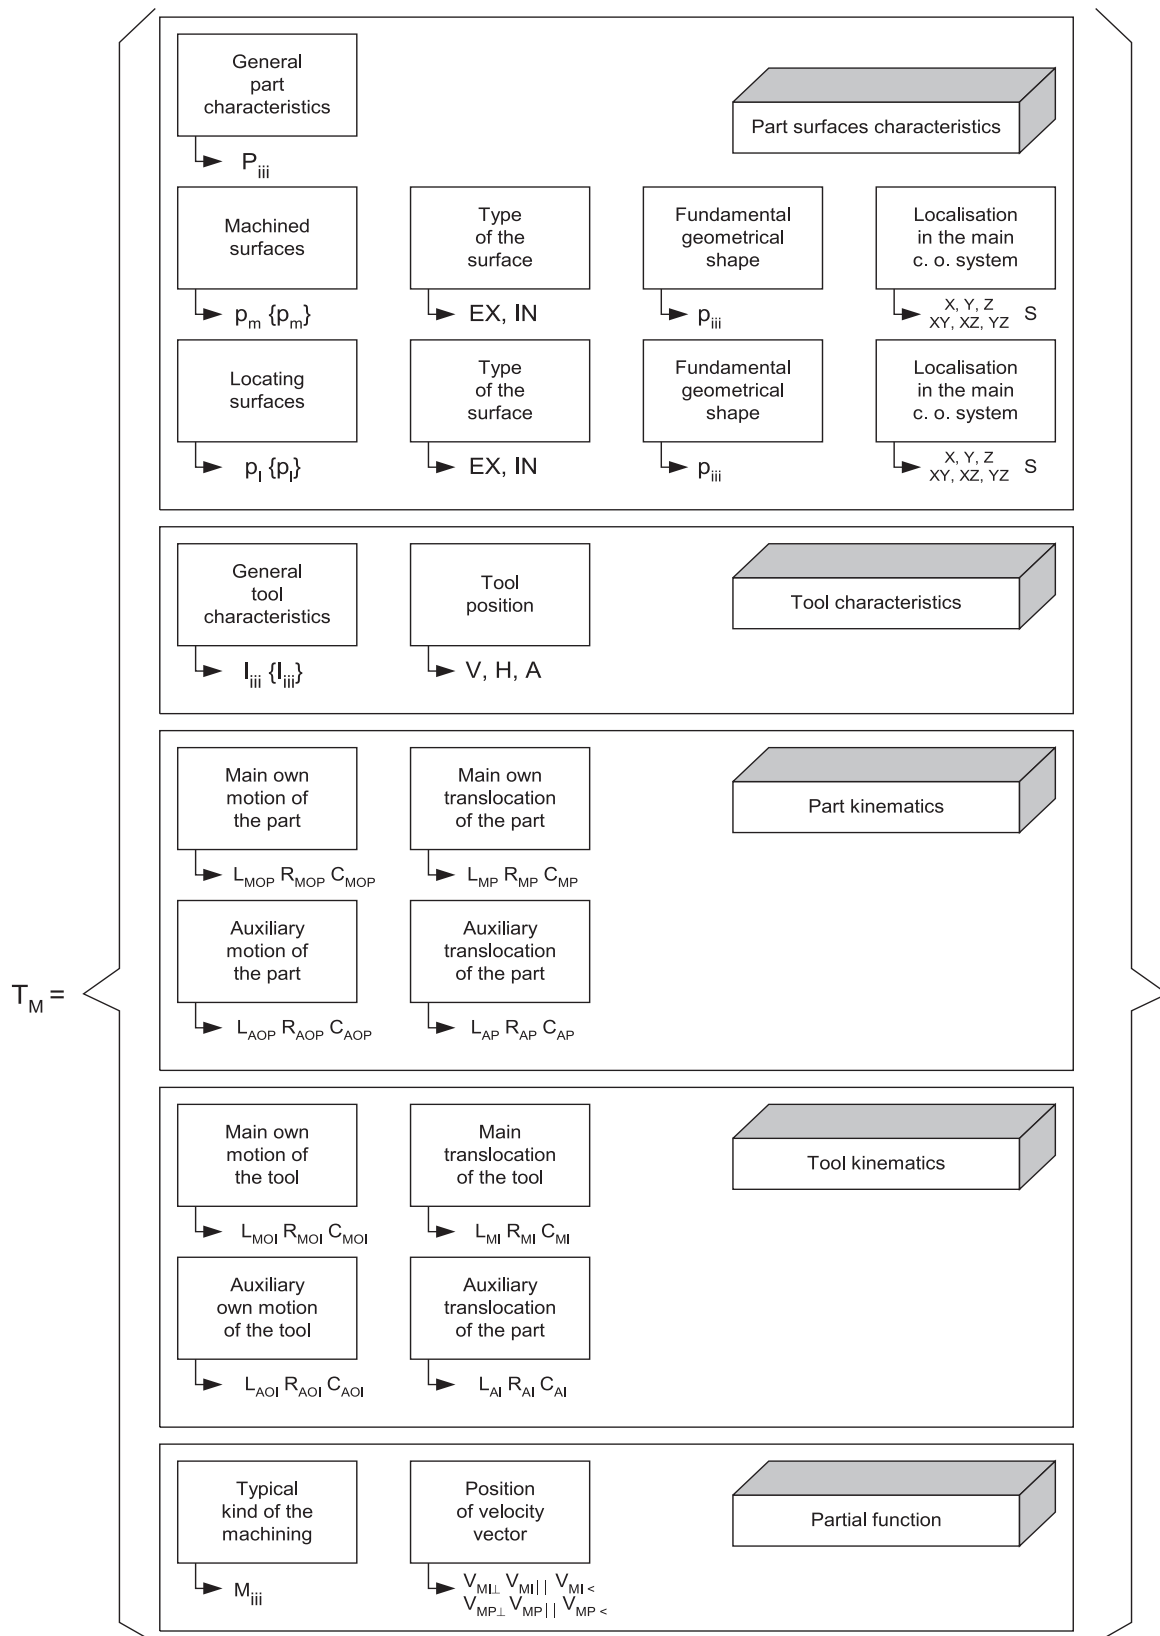 General
part
characteristics
Part surfaces characteristics
P_iii
Machined
surfaces
Type
of the
surface
Fundamental
geometrical
shape
Localisation
in the main
c. o. system
p_m {p_m}
EX, IN
p_iii
X, Y, Z
XY, XZ, YZ S
Locating
surfaces
Type
of the
surface
Fundamental
geometrical
shape
Localisation
in the main
c. o. system
p_l {p_l}
EX, IN
p_iii
X, Y, Z
XY, XZ, YZ S
General
tool
characteristics
Tool
position
Tool characteristics
I_iii {I_iii}
V, H, A
Main own
motion of
the part
Main own
translocation
of the part
Part kinematics
L_MOP R_MOP C_MOP
L_MP R_MP C_MP
Auxiliary
motion of
the part
Auxiliary
translocation
of the part
T_M =
L_AOP R_AOP C_AOP
L_AP R_AP C_AP
Main own
motion of
the tool
Main
translocation
of the tool
Tool kinematics
L_MOI R_MOI C_MOI
L_MI R_MI C_MI
Auxiliary
own motion
of the tool
Auxiliary
translocation
of the part
L_AOI R_AOI C_AOI
L_AI R_AI C_AI
Typical
kind of the
machining
Position
of velocity
vector
Partial function
M_iii
V_MI⊥ V_MI|| V_MI<
V_MP⊥ V_MP|| V_MP<